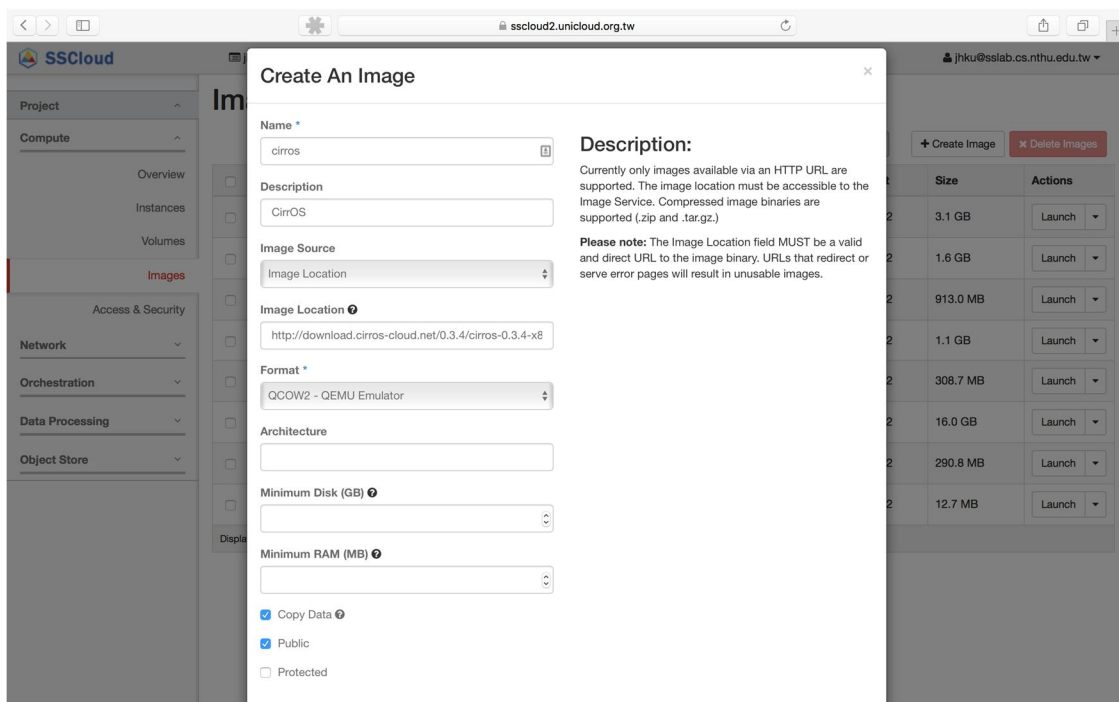 sscloud2.unicloud.org.tw
SSCloud
jhku@sslab.cs.nthu.edu.tw
Project
Compute
Overview
Instances
Volumes
Images
Access & Security
Network
Orchestration
Data Processing
Object Store
Create An Image
×
Name *
cirros
Description
CirrOS
Image Source
Image Location
Image Location
http://download.cirros-cloud.net/0.3.4/cirros-0.3.4-x8
Format *
QCOW2 - QEMU Emulator
Architecture
Minimum Disk (GB)
Minimum RAM (MB)
Copy Data
Public
Protected
Description:
Currently only images available via an HTTP URL are
supported. The image location must be accessible to the
Image Service. Compressed image binaries are
supported (.zip and .tar.gz.)
Please note: The Image Location field MUST be a valid
and direct URL to the image binary. URLs that redirect or
serve error pages will result in unusable images.
+ Create Image
× Delete Images
Size Actions
2 3.1 GB Launch
2 1.6 GB Launch
2 913.0 MB Launch
2 1.1 GB Launch
2 308.7 MB Launch
2 16.0 GB Launch
2 290.8 MB Launch
2 12.7 MB Launch